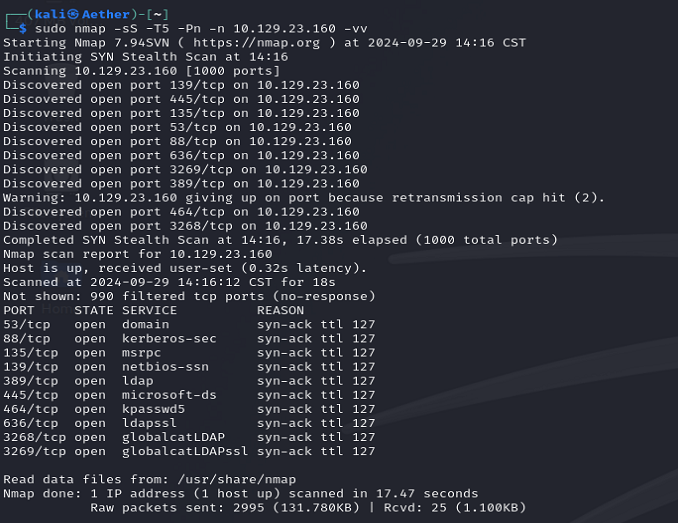 ┌──(kali㉿Aether)-[~]
└─$ sudo nmap -sS -T5 -Pn -n 10.129.23.160 -vv
Starting Nmap 7.94SVN ( https://nmap.org ) at 2024-09-29 14:16 CST
Initiating SYN Stealth Scan at 14:16
Scanning 10.129.23.160 [1000 ports]
Discovered open port 139/tcp on 10.129.23.160
Discovered open port 445/tcp on 10.129.23.160
Discovered open port 135/tcp on 10.129.23.160
Discovered open port 53/tcp on 10.129.23.160
Discovered open port 88/tcp on 10.129.23.160
Discovered open port 636/tcp on 10.129.23.160
Discovered open port 3269/tcp on 10.129.23.160
Discovered open port 389/tcp on 10.129.23.160
Warning: 10.129.23.160 giving up on port because retransmission cap hit (2).
Discovered open port 464/tcp on 10.129.23.160
Discovered open port 3268/tcp on 10.129.23.160
Completed SYN Stealth Scan at 14:16, 17.38s elapsed (1000 total ports)
Nmap scan report for 10.129.23.160
Host is up, received user-set (0.32s latency).
Scanned at 2024-09-29 14:16:12 CST for 18s
Not shown: 990 filtered tcp ports (no-response)
PORT     STATE SERVICE          REASON
53/tcp   open  domain           syn-ack ttl 127
88/tcp   open  kerberos-sec     syn-ack ttl 127
135/tcp  open  msrpc            syn-ack ttl 127
139/tcp  open  netbios-ssn      syn-ack ttl 127
389/tcp  open  ldap             syn-ack ttl 127
445/tcp  open  microsoft-ds     syn-ack ttl 127
464/tcp  open  kpasswd5         syn-ack ttl 127
636/tcp  open  ldapssl          syn-ack ttl 127
3268/tcp open  globalcatLDAP    syn-ack ttl 127
3269/tcp open  globalcatLDAPssl syn-ack ttl 127
Read data files from: /usr/share/nmap
Nmap done: 1 IP address (1 host up) scanned in 17.47 seconds
Raw packets sent: 2995 (131.780KB) | Rcvd: 25 (1.100KB)